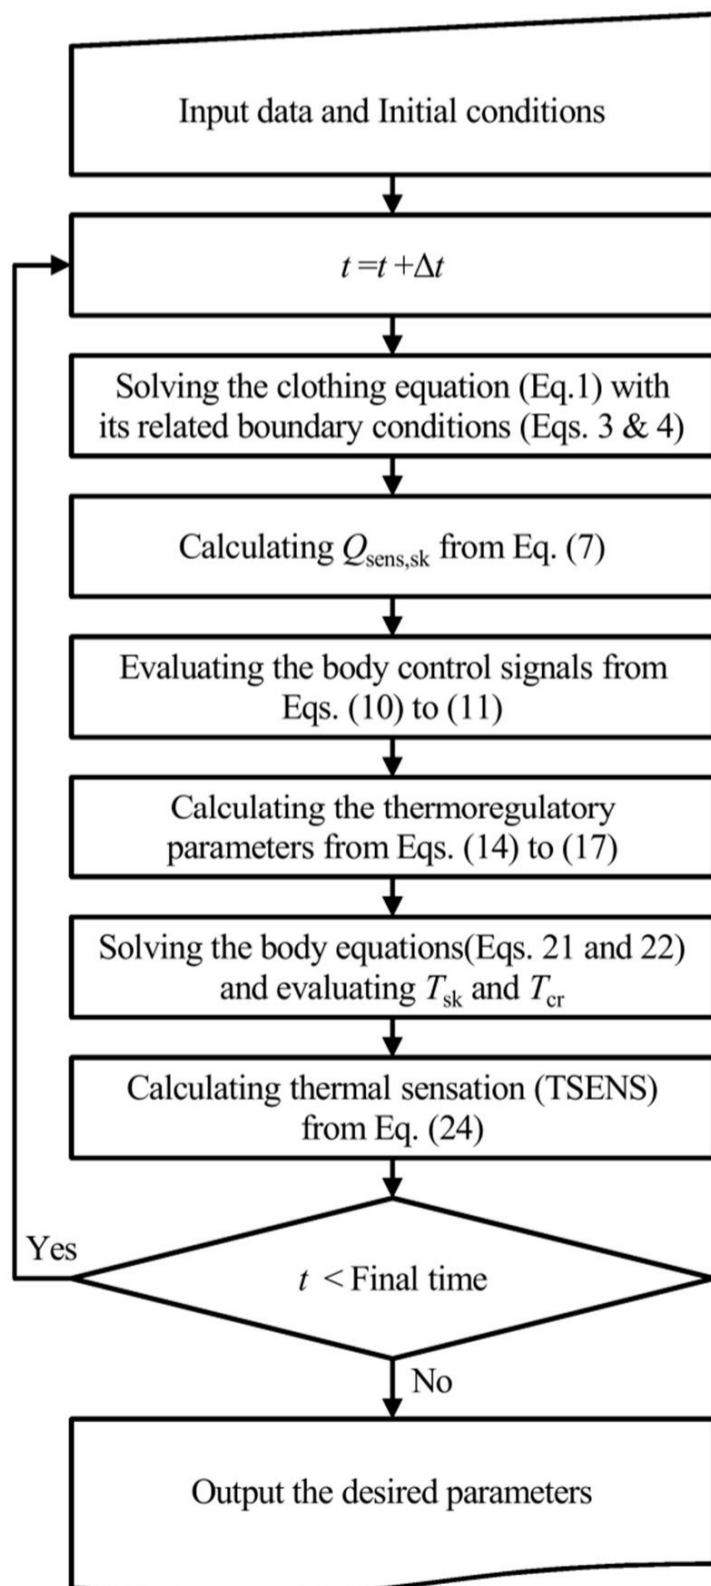 Input data and Initial conditions
t =t +Δt
Solving the clothing equation (Eq.1) with
its related boundary conditions (Eqs. 3 & 4)
Calculating Qsens,sk from Eq. (7)
Evaluating the body control signals from
Eqs. (10) to (11)
Calculating the thermoregulatory
parameters from Eqs. (14) to (17)
Solving the body equations(Eqs. 21 and 22)
and evaluating Tsk and Tcr
Calculating thermal sensation (TSENS)
from Eq. (24)
Yes
t < Final time
No
Output the desired parameters